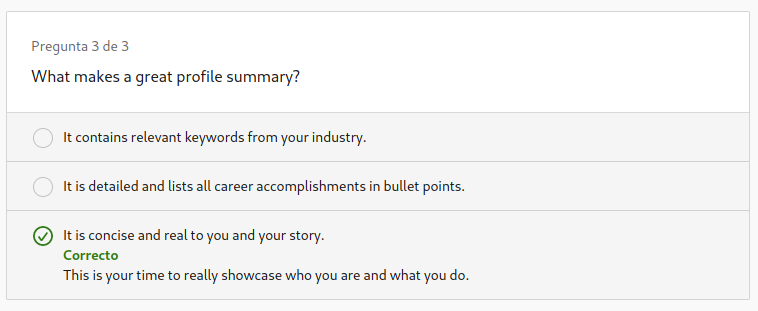 Pregunta 3 de 3
What makes a great profile summary?
It contains relevant keywords from your industry.
It is detailed and lists all career accomplishments in bullet points.
It is concise and real to you and your story.
Correcto
This is your time to really showcase who you are and what you do.